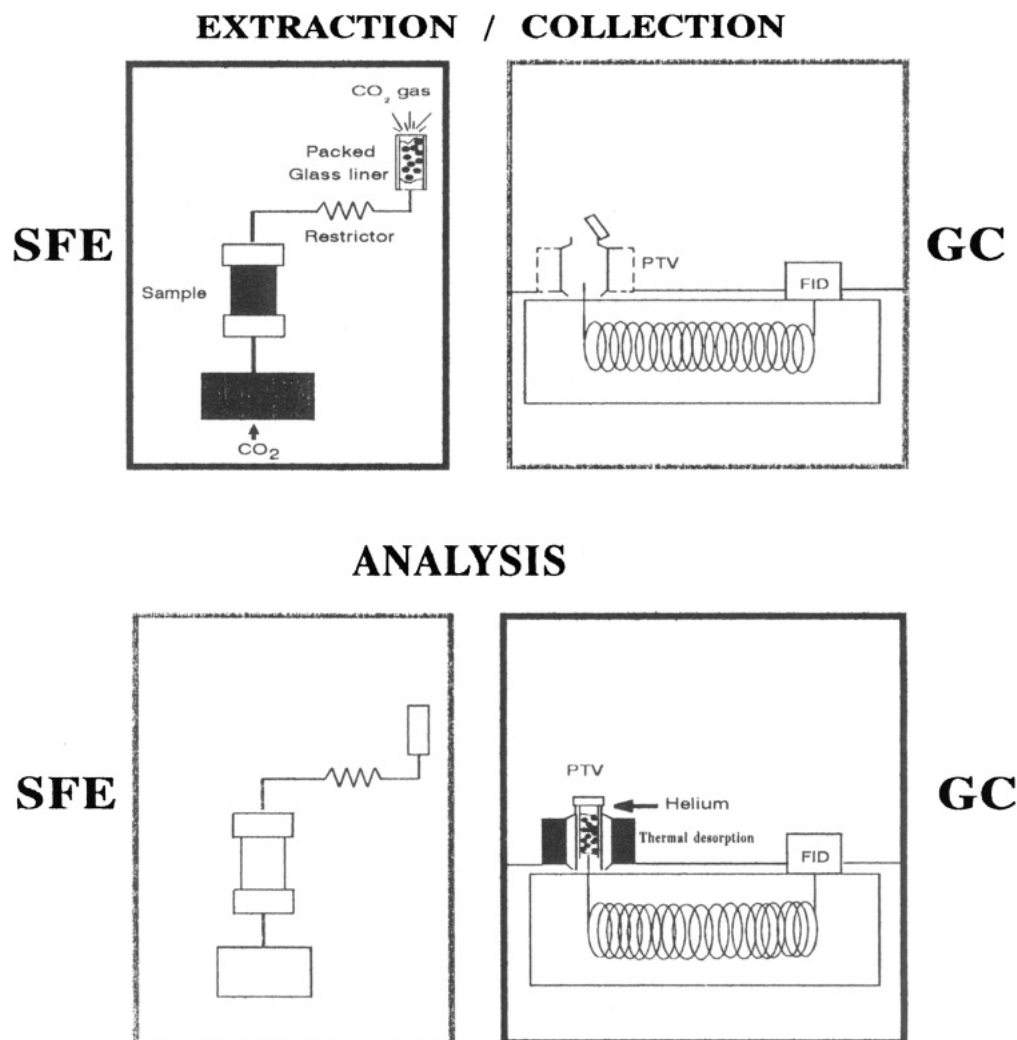 EXTRACTION / COLLECTION
CO₂ gas
Packed
Glass liner
Restrictor
Sample
CO₂
SFE
PTV
FID
GC
ANALYSIS
SFE
PTV
Helium
Thermal desorption
FID
GC